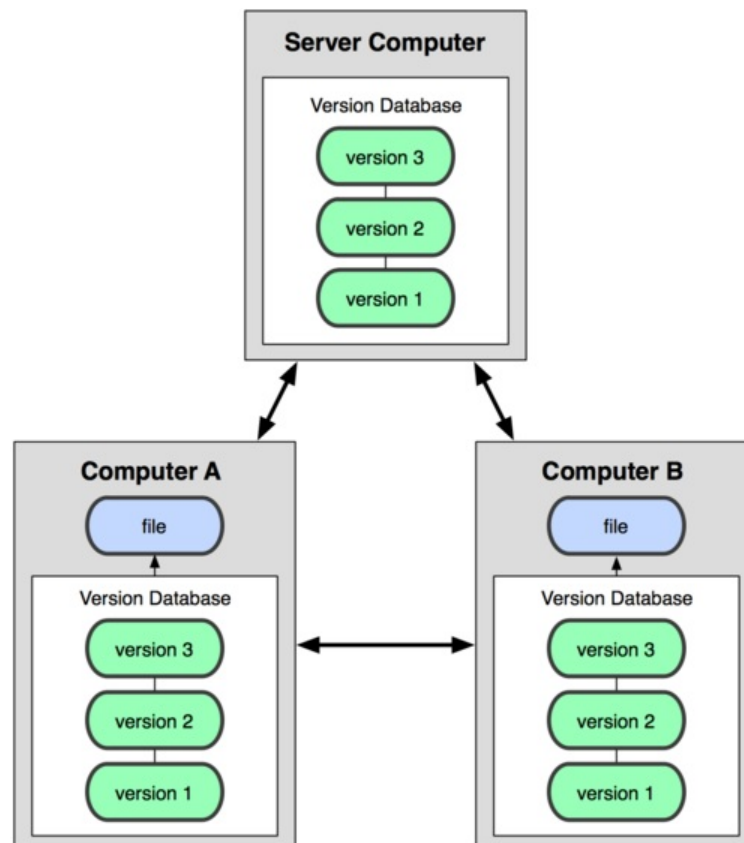 Server Computer
Version Database
version 3
version 2
version 1
Computer A
file
Version Database
version 3
version 2
version 1
Computer B
file
Version Database
version 3
version 2
version 1